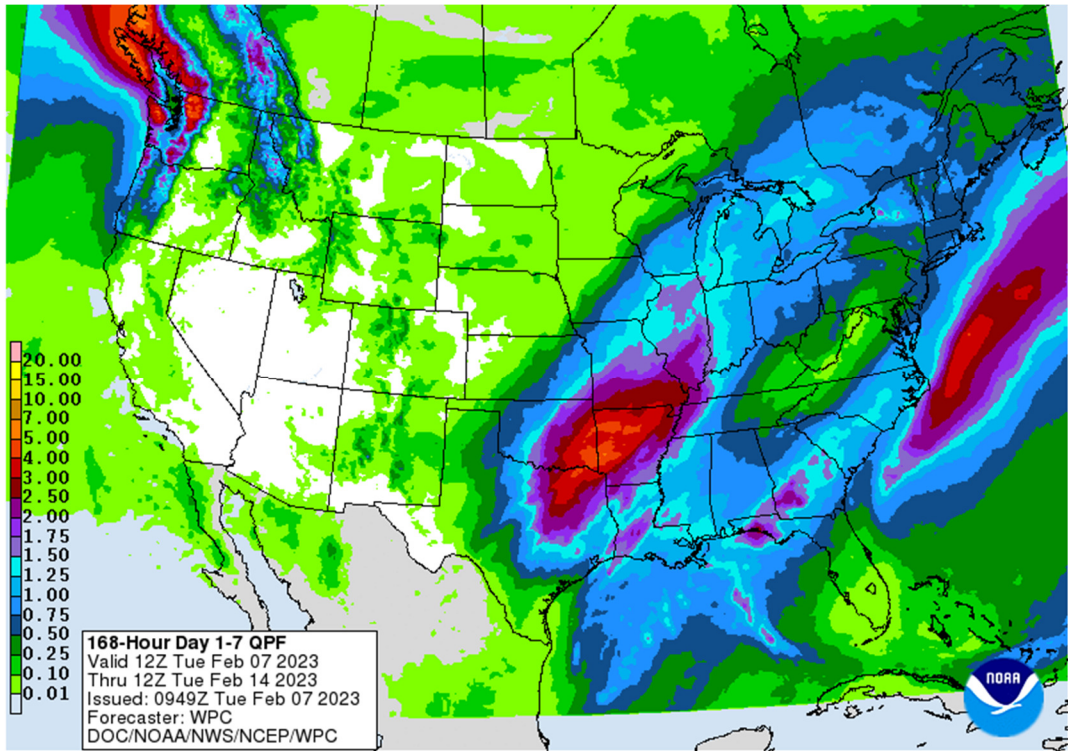 20.00
15.00
10.00
7.00
5.00
4.00
3.00
2.50
2.00
1.75
1.50
1.25
1.00
0.75
0.50
0.25
0.10
0.01
168-Hour Day 1-7 QPF
Valid 12Z Tue Feb 07 2023
Thru 12Z Tue Feb 14 2023
Issued: 0949Z Tue Feb 07 2023
Forecaster: WPC
DOC/NOAA/NWS/NCEP/WPC
NOAA